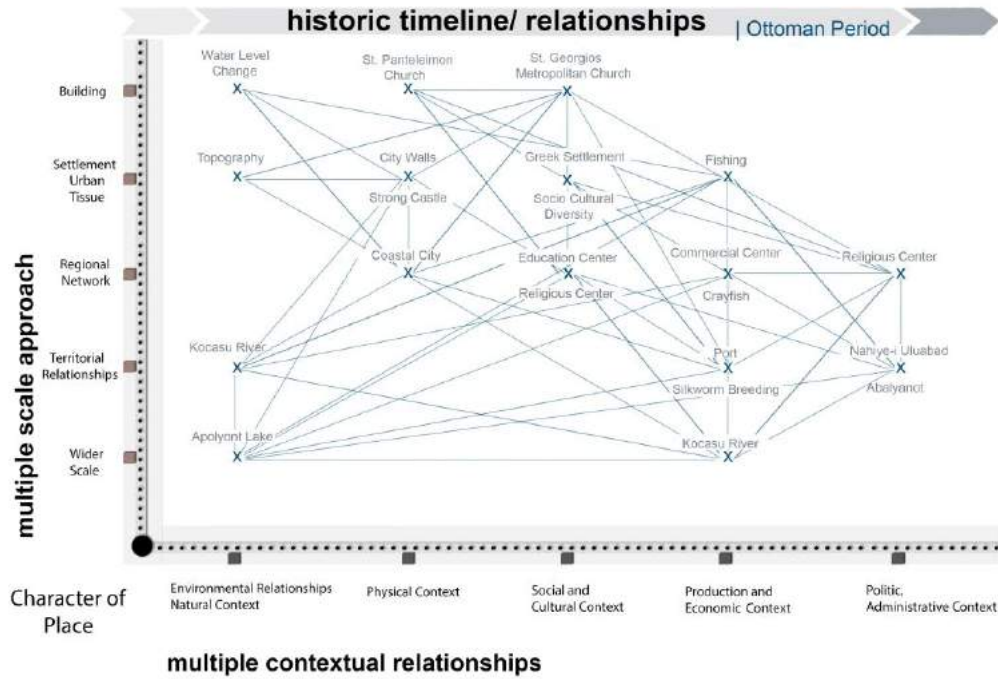 historic timeline/ relationships
| Ottoman Period
multiple scale approach
Building
Settlement
Urban
Tissue
Regional
Network
Territorial
Relationships
Wider
Scale
Water Level
Change
St. Panteleimon
Church
St. Georgios
Metropolitan Church
X
X
X
Topography
City Walls
Greek Settlement
Fishing
X
X
X
X
Strong Castle
Socio Cultural
Diversity
Coastal City
Education Center
Commercial Center
Religious Center
X
X
X
X
Religious Center
Crayfish
Kocasu River
Port
Nahiye-i Uluabad
X
X
X
Silkworm Breeding
Abalyanot
Apolyont Lake
Kocasu River
X
X
Character of
Place
Environmental Relationships
Natural Context
Physical Context
Social and
Cultural Context
Production and
Economic Context
Politic,
Administrative Context
multiple contextual relationships